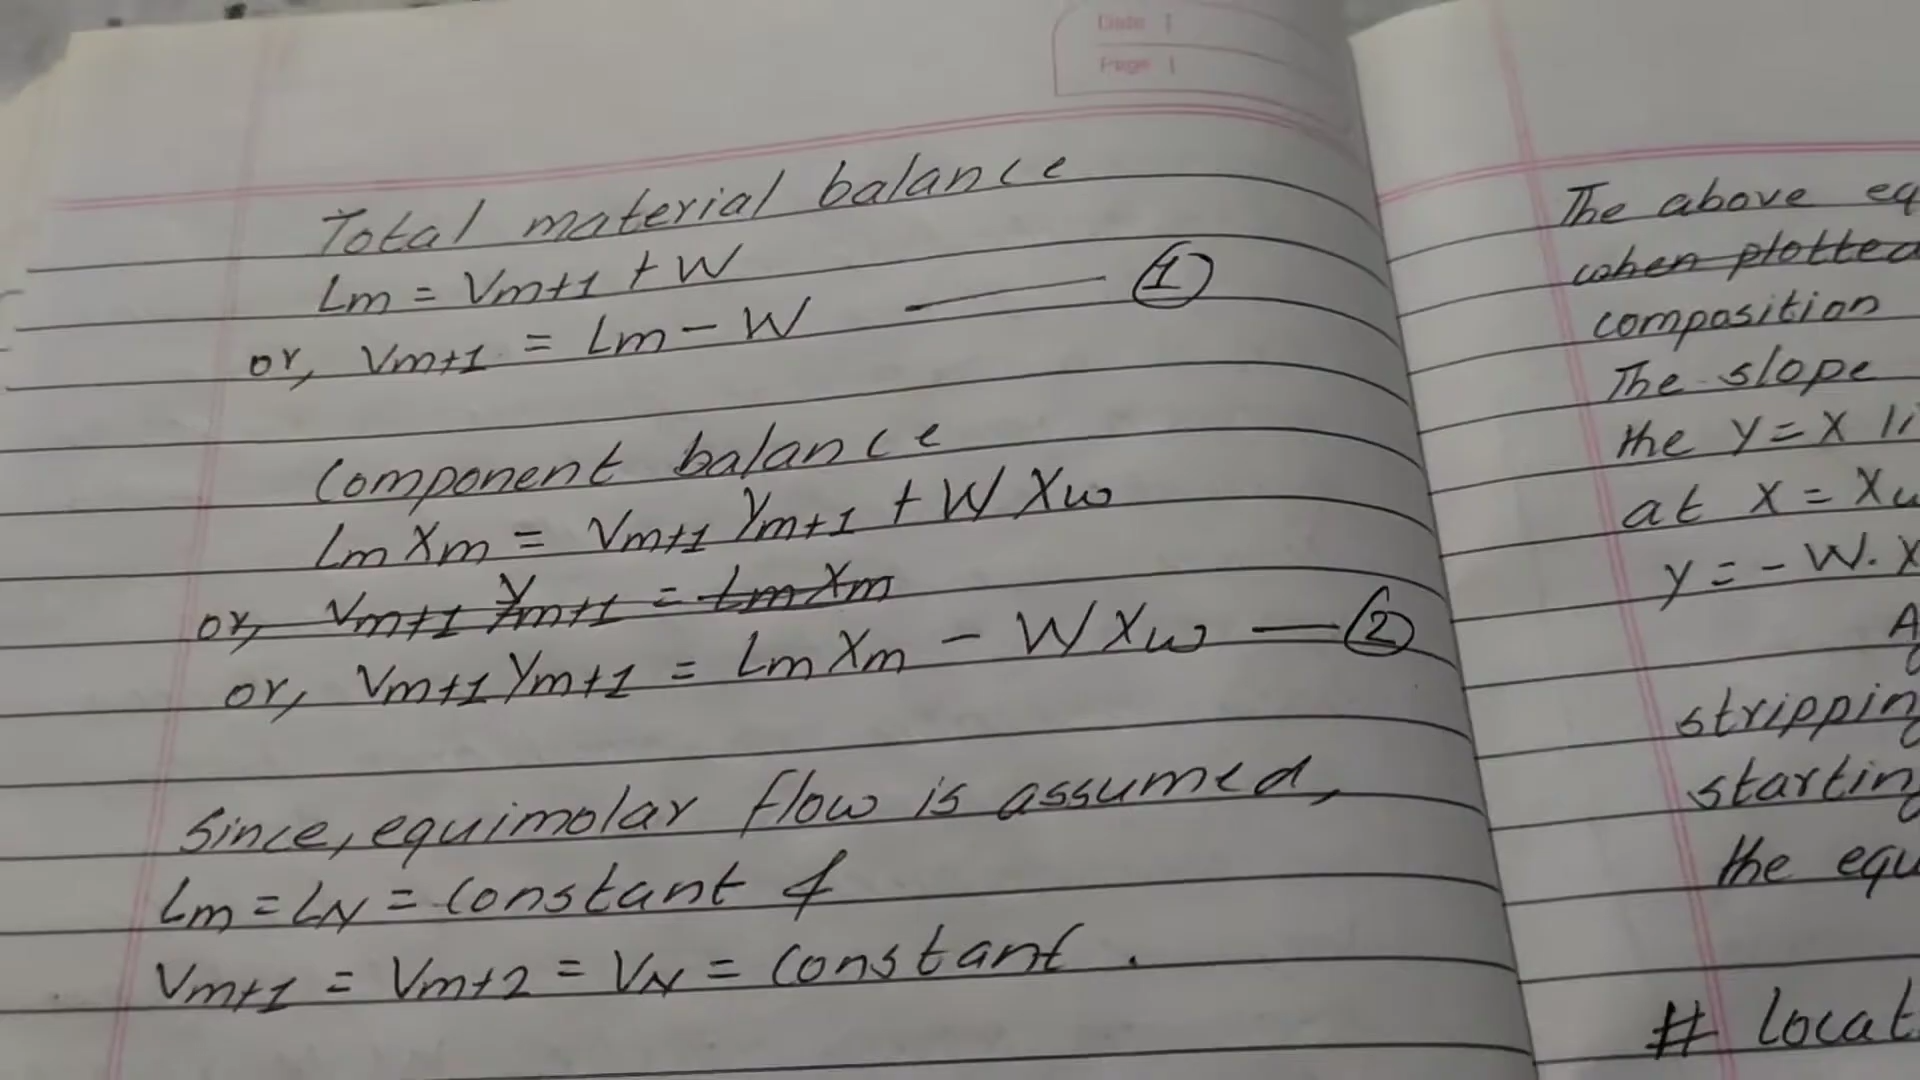 Date
Page
Total material balance
Lm = Vm+1 + W
or, Vm+1 = Lm - W ①
Component balance
Lm Xm = Vm+1 Ym+1 + W Xw
or, Vm+1 Ym+1 = Lm Xm
or, Vm+1 Ym+1 = Lm Xm - W Xw — ②
Since, equimolar flow is assumed,
Lm = LN = constant &
Vm+1 = Vm+2 = VN = constant.
The above eq
when plotted
composition
The slope
the Y = X li
at X = Xw
y = - W. X
A
strippin
startin
the equ
# Locat